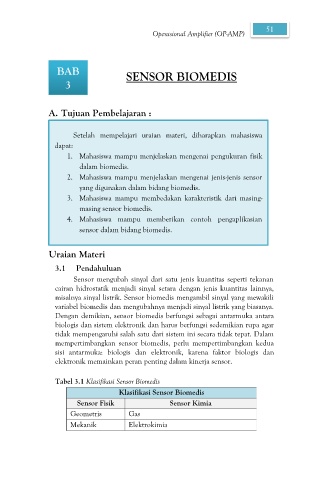 Operasional Amplifier (OP-AMP)
51
BAB
3
SENSOR BIOMEDIS
A. Tujuan Pembelajaran :
Setelah mempelajari uraian materi, diharapkan mahasiswa
dapat:
1. Mahasiswa mampu menjelaskan mengenai pengukuran fisik
dalam biomedis.
2. Mahasiswa mampu menjelaskan mengenai jenis-jenis sensor
yang digunakan dalam bidang biomedis.
3. Mahasiswa mampu membedakan karakteristik dari masing-
masing sensor biomedis.
4. Mahasiswa mampu memberikan contoh pengaplikasian
sensor dalam bidang biomedis.
Uraian Materi
3.1 Pendahuluan
Sensor mengubah sinyal dari satu jenis kuantitas seperti tekanan
cairan hidrostatik menjadi sinyal setara dengan jenis kuantitas lainnya,
misalnya sinyal listrik. Sensor biomedis mengambil sinyal yang mewakili
variabel biomedis dan mengubahnya menjadi sinyal listrik yang biasanya.
Dengan demikian, sensor biomedis berfungsi sebagai antarmuka antara
biologis dan sistem elektronik dan harus berfungsi sedemikian rupa agar
tidak mempengaruhi salah satu dari sistem ini secara tidak tepat. Dalam
mempertimbangkan sensor biomedis, perlu mempertimbangkan kedua
sisi antarmuka: biologis dan elektronik, karena faktor biologis dan
elektronik memainkan peran penting dalam kinerja sensor.
Tabel 3.1 Klasifikasi Sensor Biomedis
Klasifikasi Sensor Biomedis
Sensor Fisik Sensor Kimia
Geometris Gas
Mekanik Elektrokimia